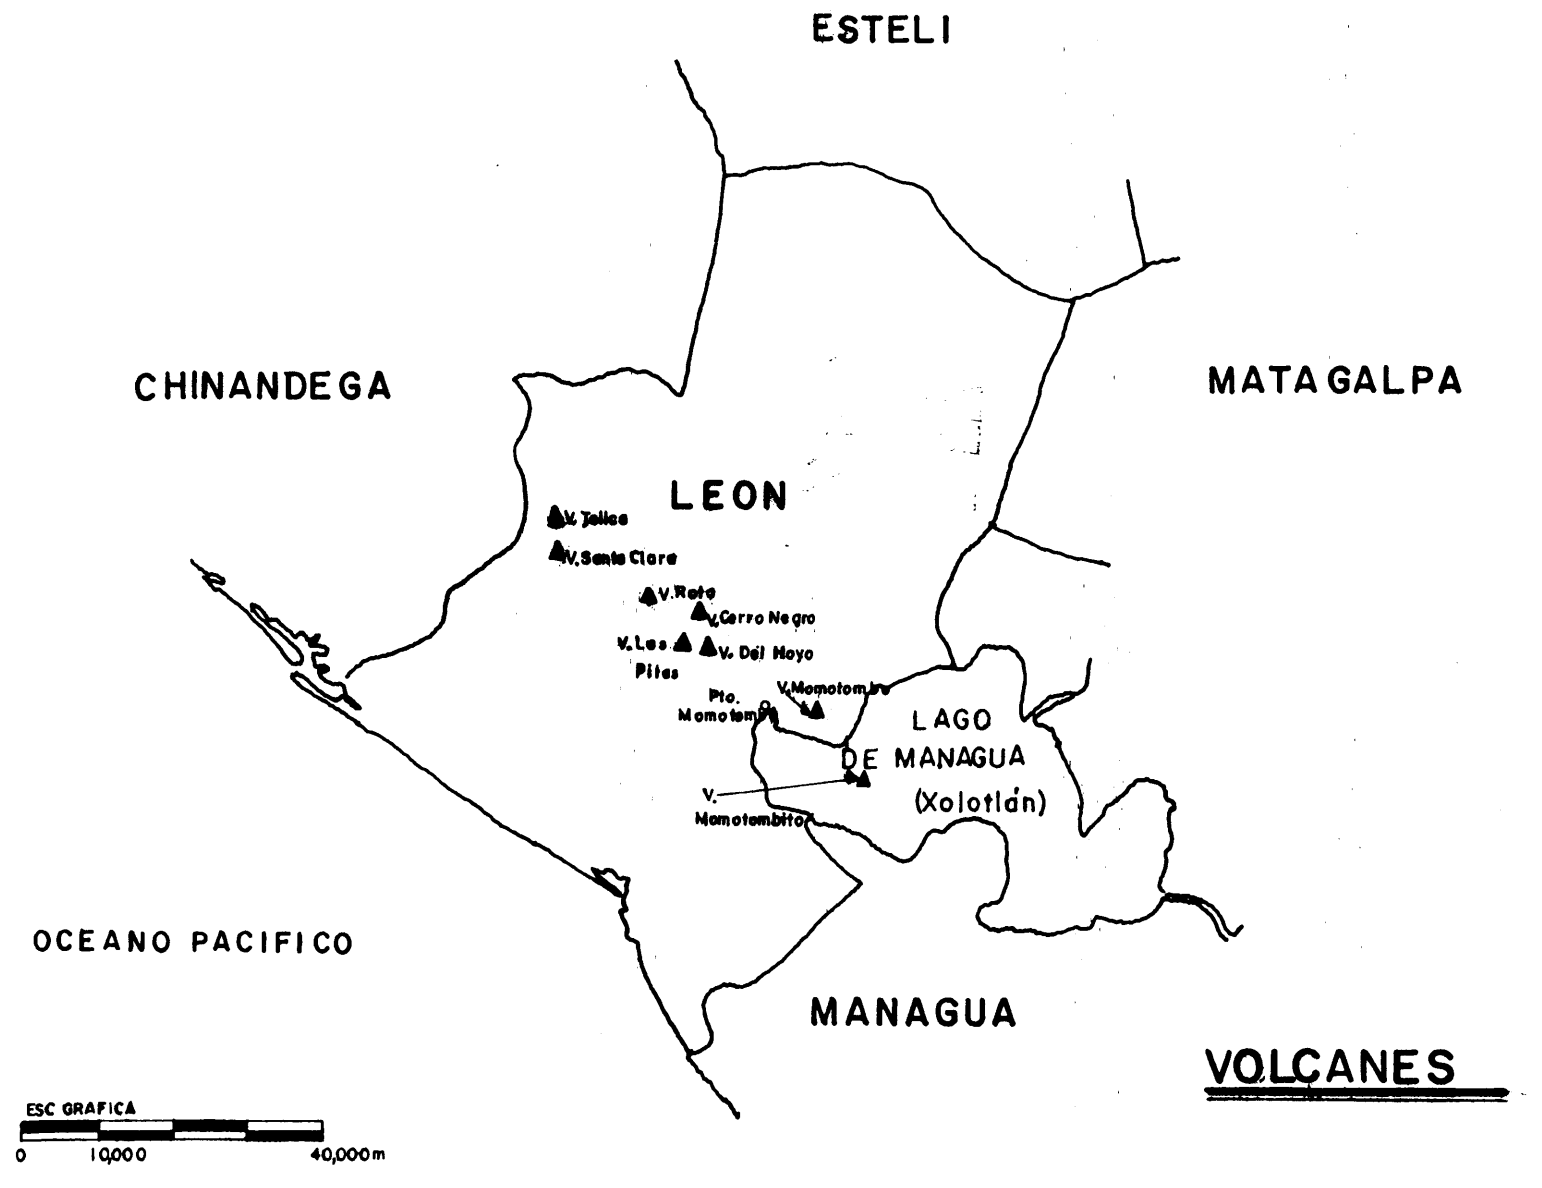 ESTELI
CHINANDEGA
MATAGALPA
LEON
V. Telica
V. Santa Clara
V. Rota
V. Cerro Negro
V. Las
Pilas
V. Del Hoyo
V. Momotombo
Pto.
Momotombo
LAGO
DE MANAGUA
(Xolotlán)
V.
Momotombito
OCEANO PACIFICO
MANAGUA
VOLCANES
ESC GRAFICA
0 10,000 40,000 m